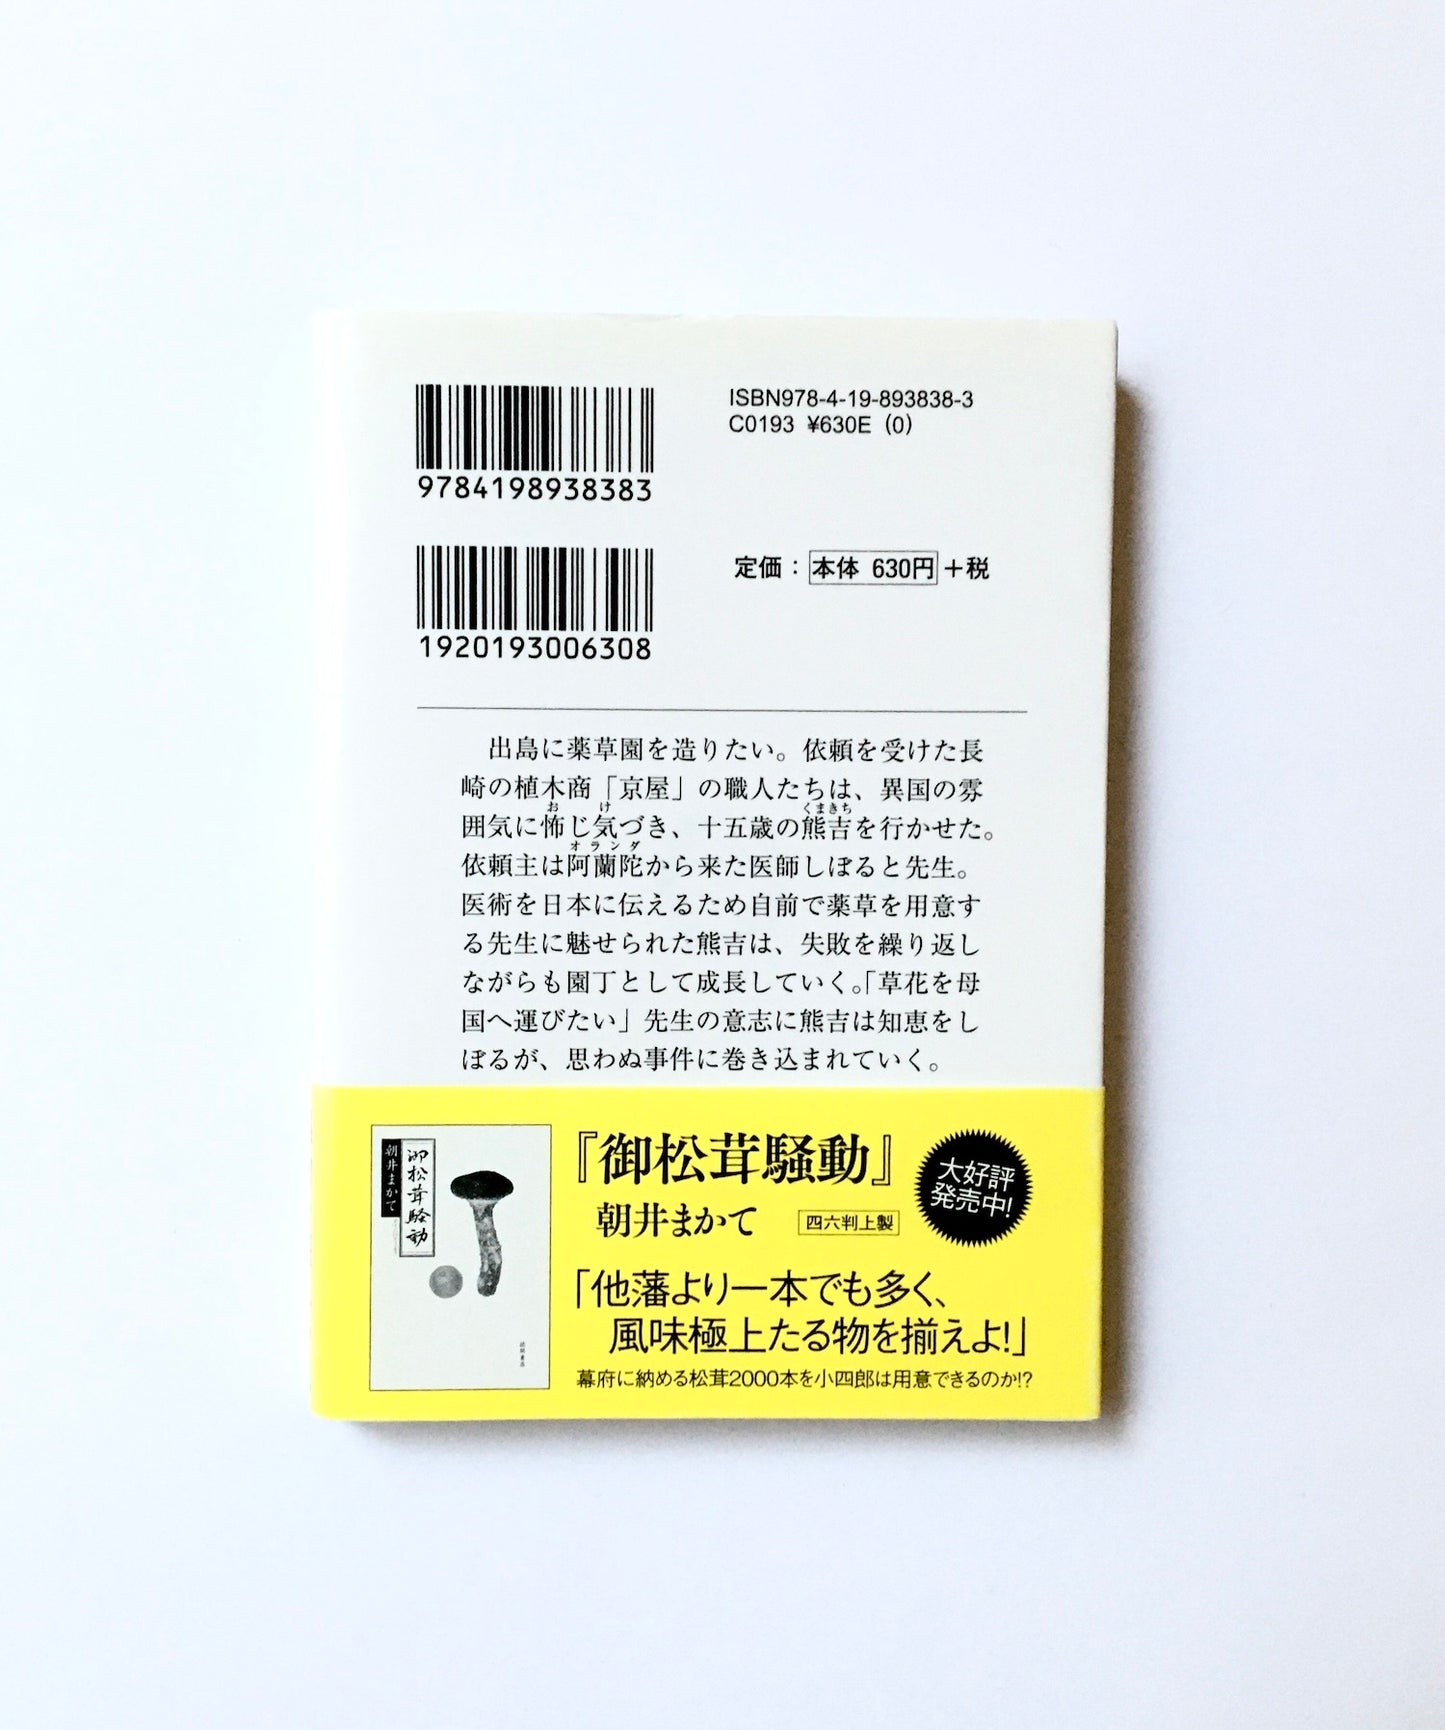 9784198938383
ISBN978-4-19-893838-3
C0193 ¥630E (0)
1920193006308
定価：本体 630円＋税
出島に薬草園を造りたい。依頼を受けた長
崎の植木商「京屋」の職人たちは、異国の雰
お け くまきち
囲気に怖じ気づき、十五歳の熊吉を行かせた。
オランダ
依頼主は阿蘭陀から来た医師しぼると先生。
医術を日本に伝えるため自前で薬草を用意す
る先生に魅せられた熊吉は、失敗を繰り返し
ながらも園丁として成長していく。「草花を母
国へ運びたい」先生の意志に熊吉は知恵をし
ぼるが、思わぬ事件に巻き込まれていく。
御松茸騒動
朝井まかて
徳間書店
『御松茸騒動』
朝井まかて 四六判上製
大好評
発売中!
「他藩より一本でも多く、
風味極上たる物を揃えよ!」
幕府に納める松茸2000本を小四郎は用意できるのか!?